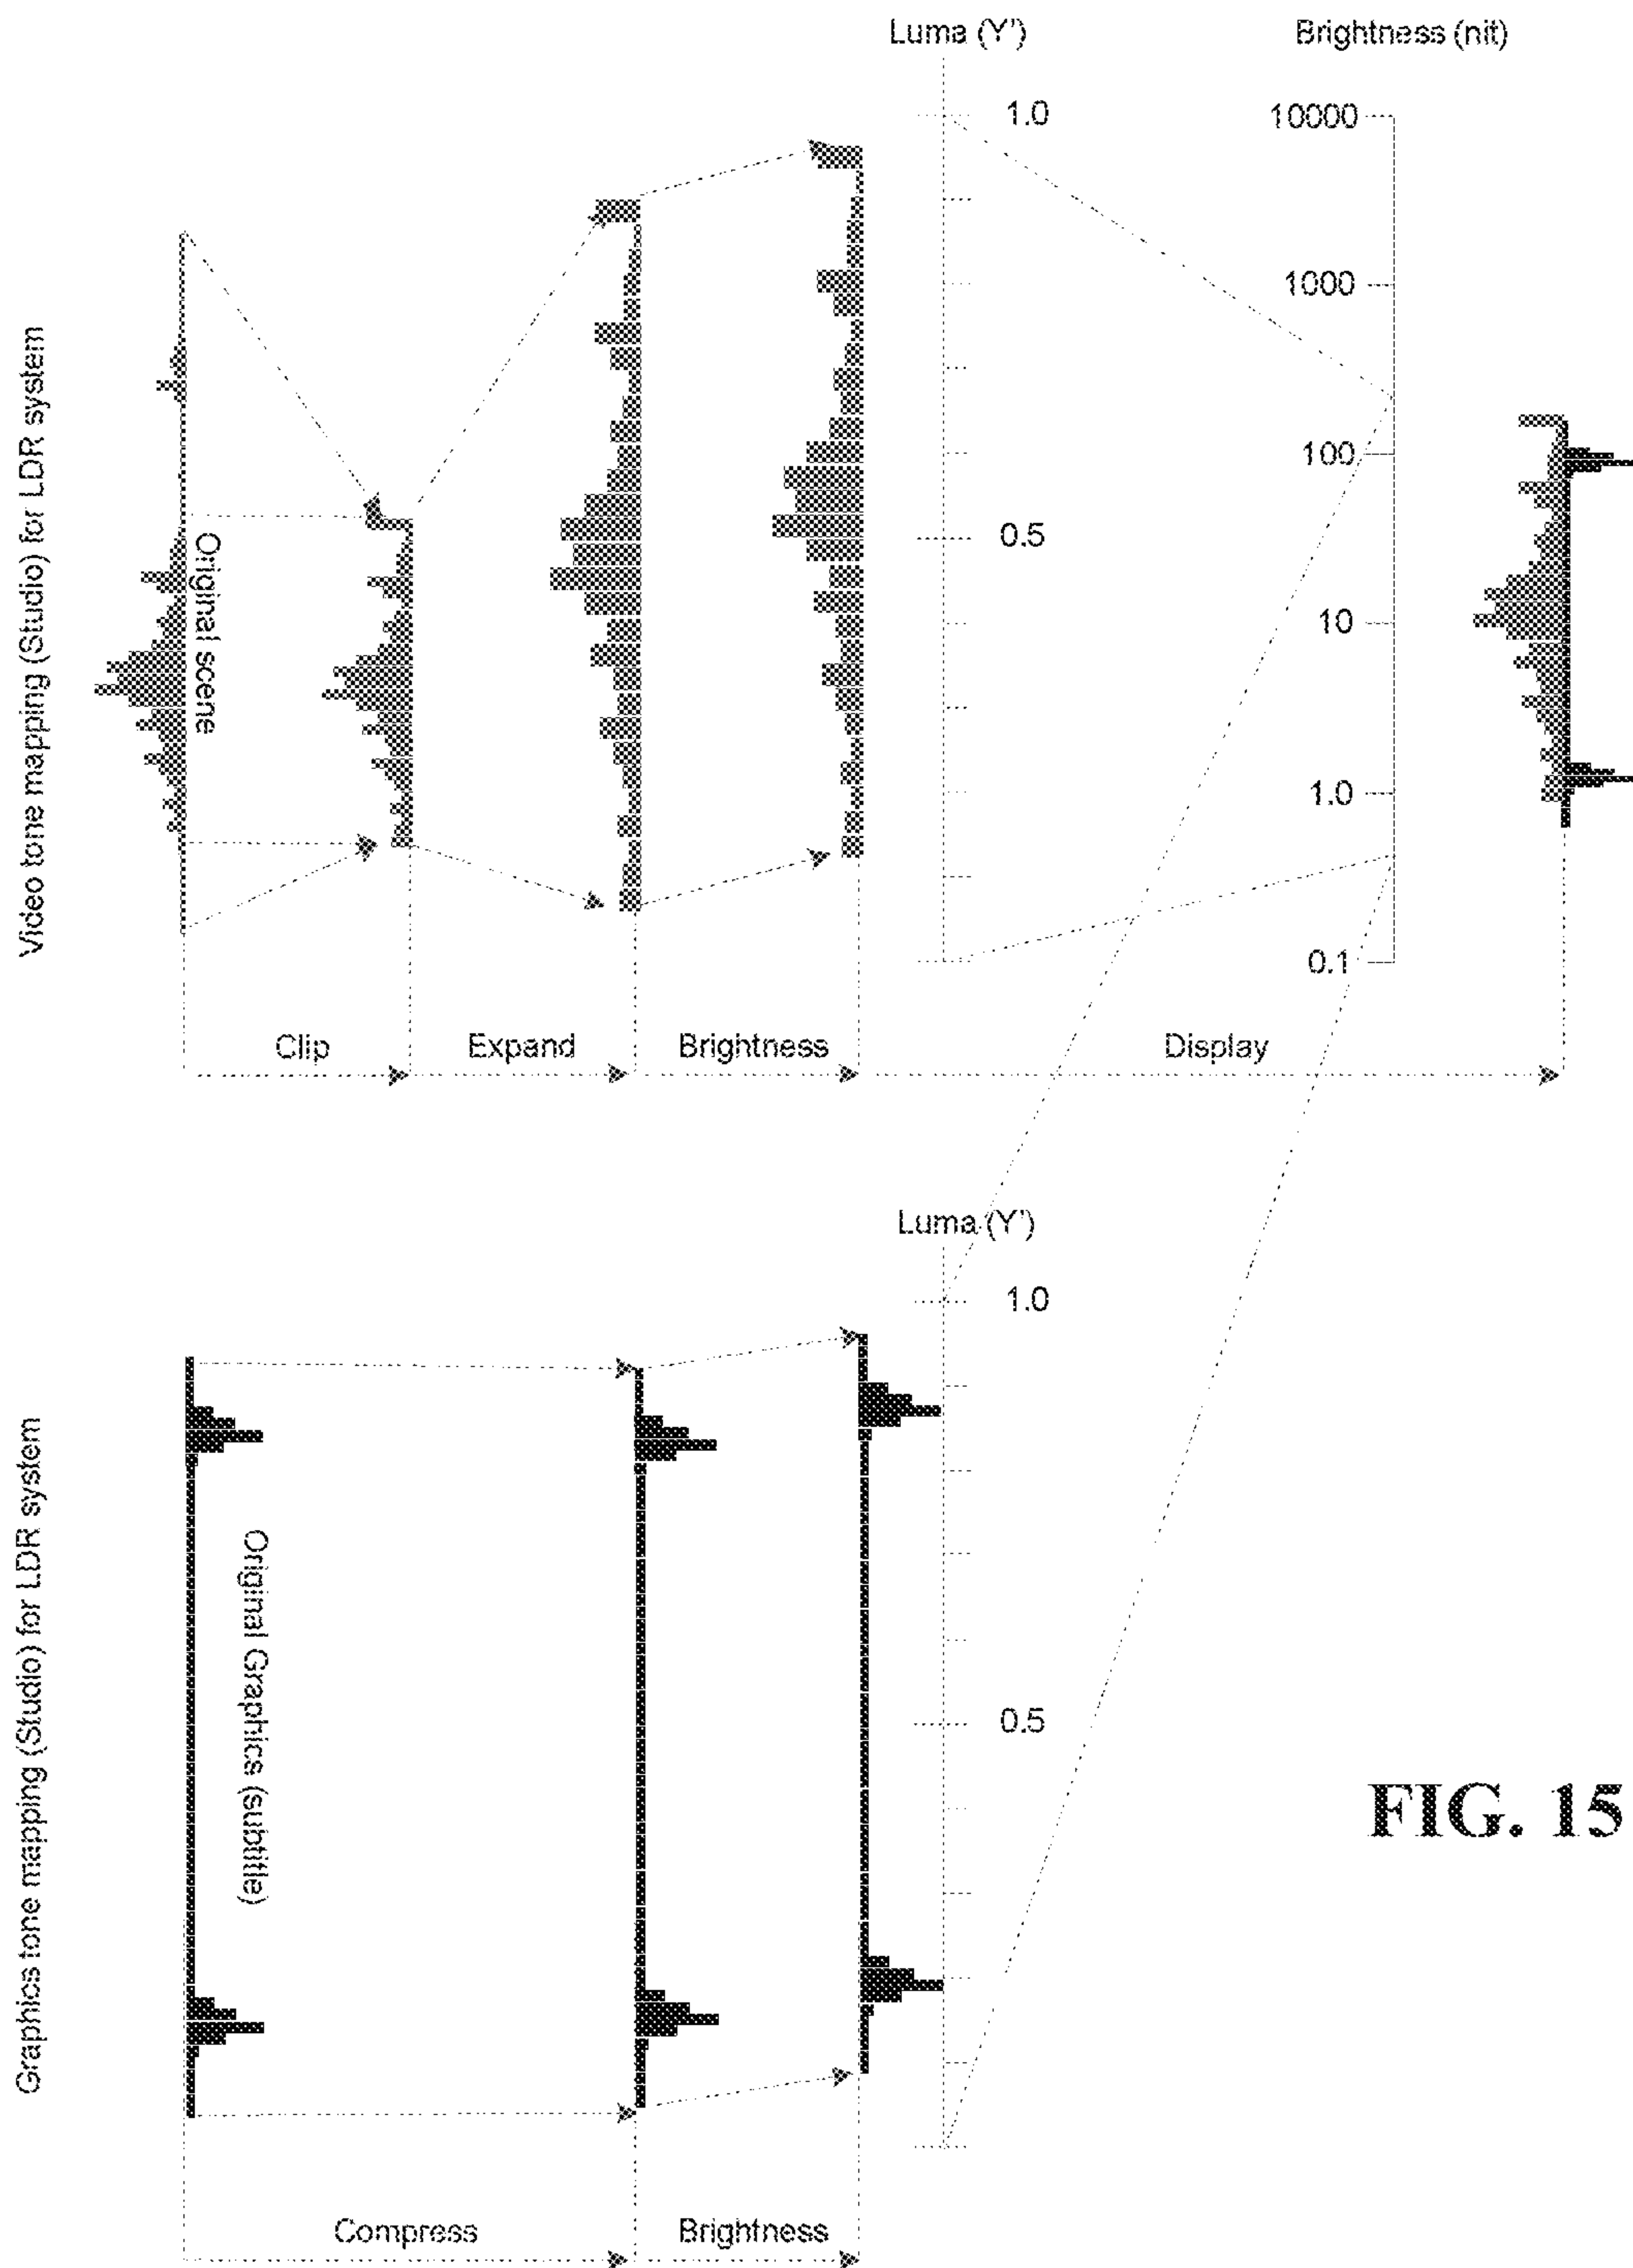 Video tone mapping (Studio) for LDR system
Luma (Y')
Brightness (nit)
1.0
0.5
10000
1000
100
10
1.0
0.1
Original scene
Clip
Expand
Brightness
Display
Graphics tone mapping (Studio) for LDR system
Luma (Y')
1.0
0.5
Original Graphics (subtitle)
Compress
Brightness
FIG. 15